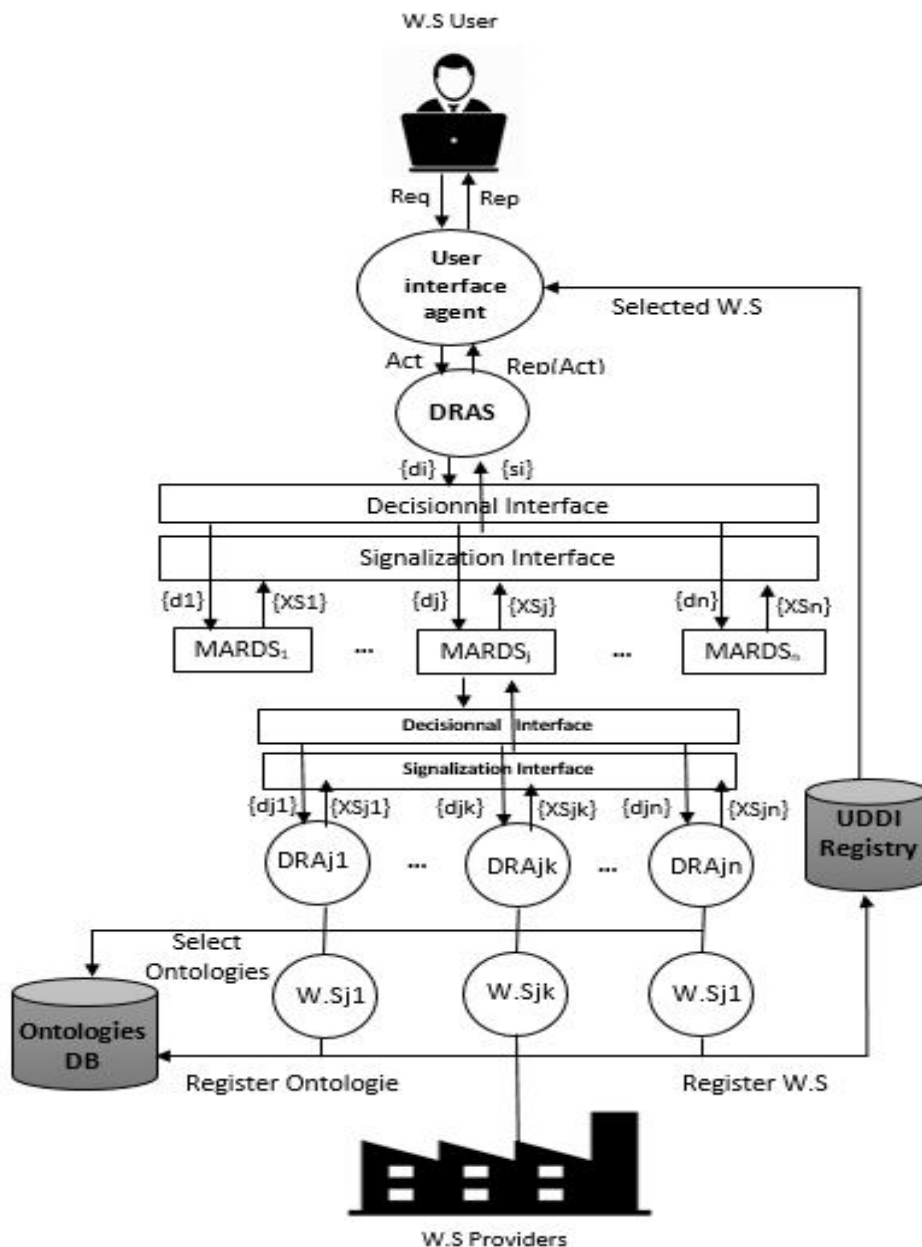 W.S User
Req
Rep
User
interface
agent
Selected W.S
Act
Rep(Act)
DRAS
{di}
{si}
Decisionnal Interface
Signalization Interface
{d1}
{XS1}
{dj}
{XSj}
{dn}
{XSn}
MARDS₁
...
MARDSⱼ
...
MARDSₙ
Decisionnal Interface
Signalization Interface
{dj1}
{XSj1}
{djk}
{XSjk}
{djn}
{XSjn}
UDDI
Registry
DRAj1
...
DRAjk
...
DRAjn
Select
Ontologies
W.Sj1
W.Sjk
W.Sj1
Ontologies
DB
Register Ontologie
Register W.S
W.S Providers